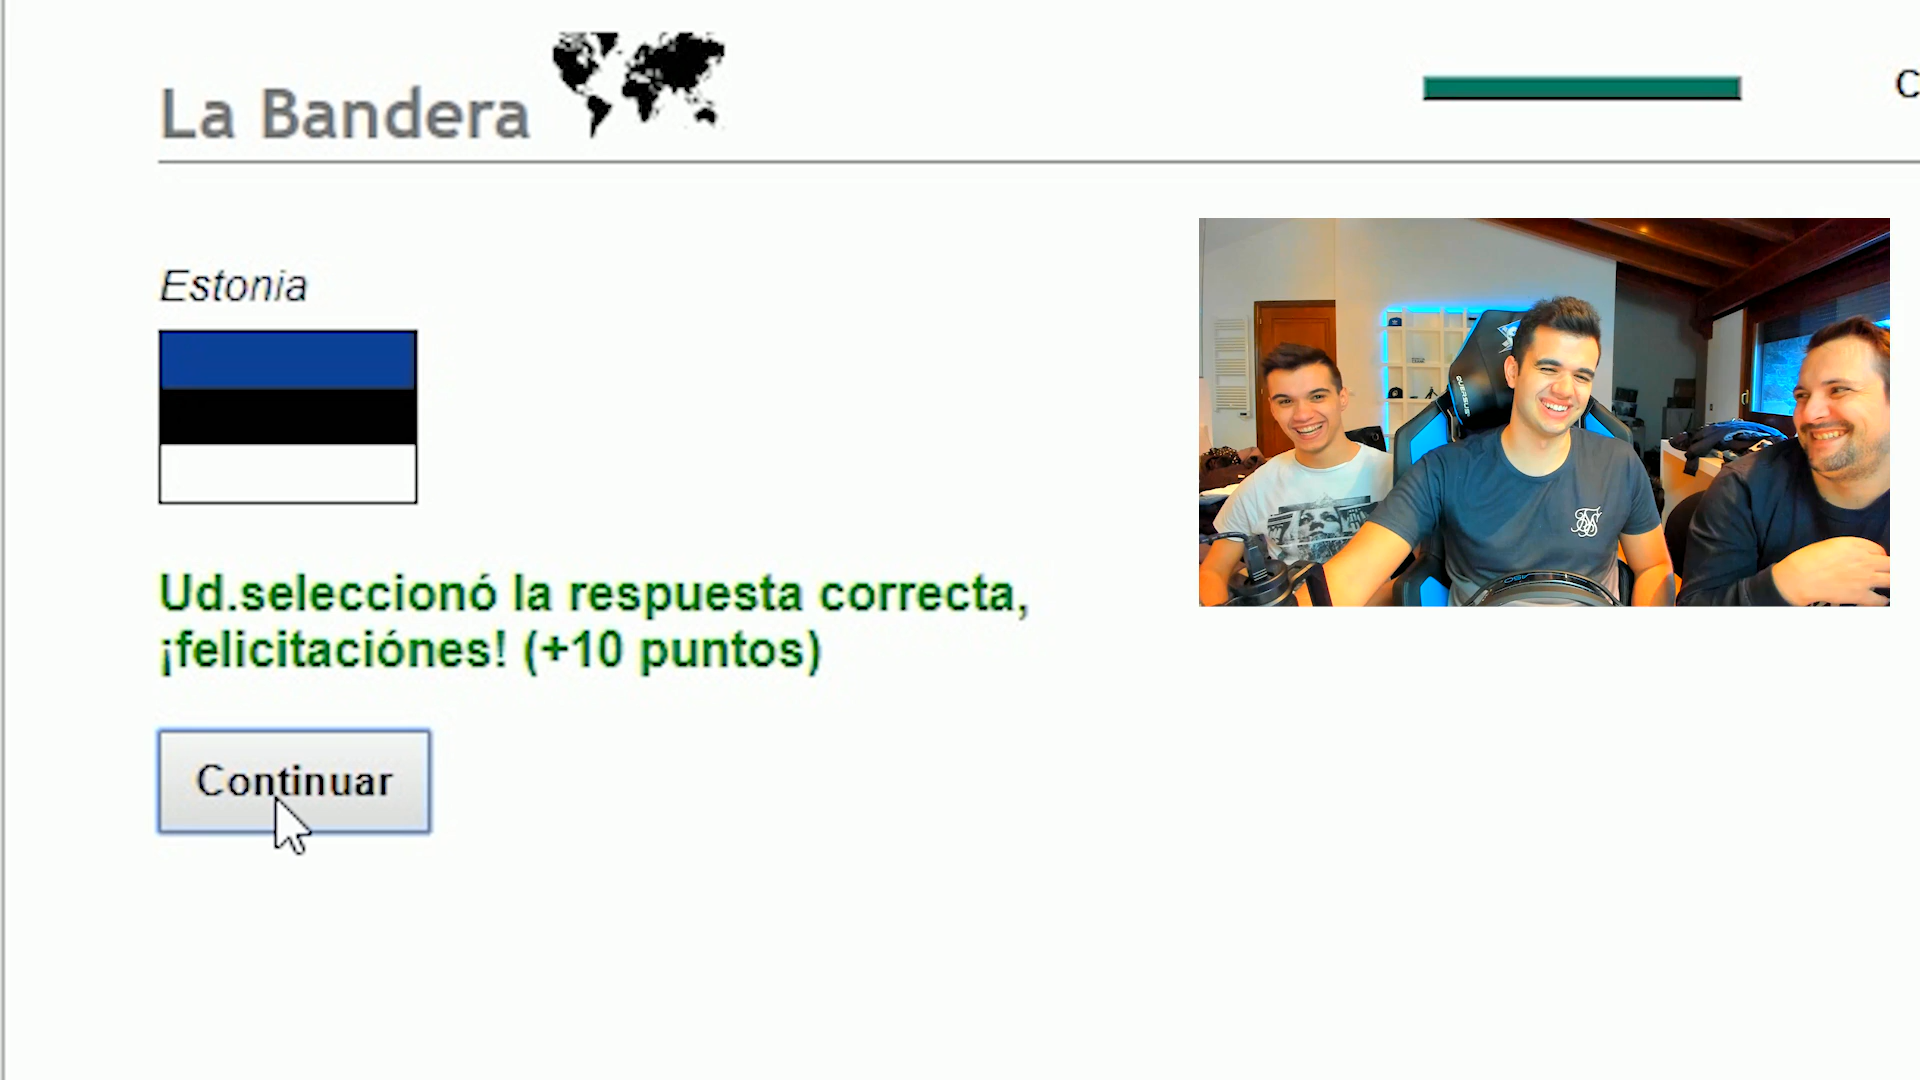 La Bandera
C
Estonia
Ud.seleccionó la respuesta correcta,
¡felicitaciónes! (+10 puntos)
Continuar